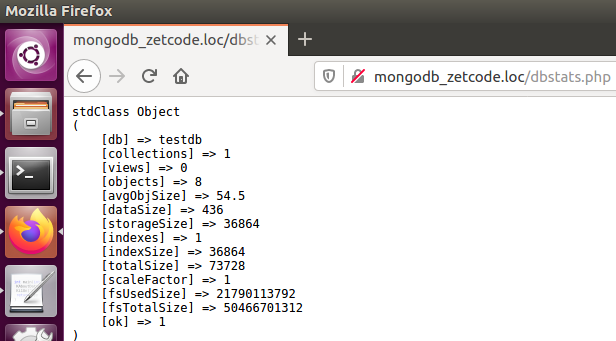 Mozilla Firefox
mongodb_zetcode.loc/dbst
mongodb_zetcode.loc/dbstats.php
stdClass Object
(
    [db] => testdb
    [collections] => 1
    [views] => 0
    [objects] => 8
    [avgObjSize] => 54.5
    [dataSize] => 436
    [storageSize] => 36864
    [indexes] => 1
    [indexSize] => 36864
    [totalSize] => 73728
    [scaleFactor] => 1
    [fsUsedSize] => 21790113792
    [fsTotalSize] => 50466701312
    [ok] => 1
)